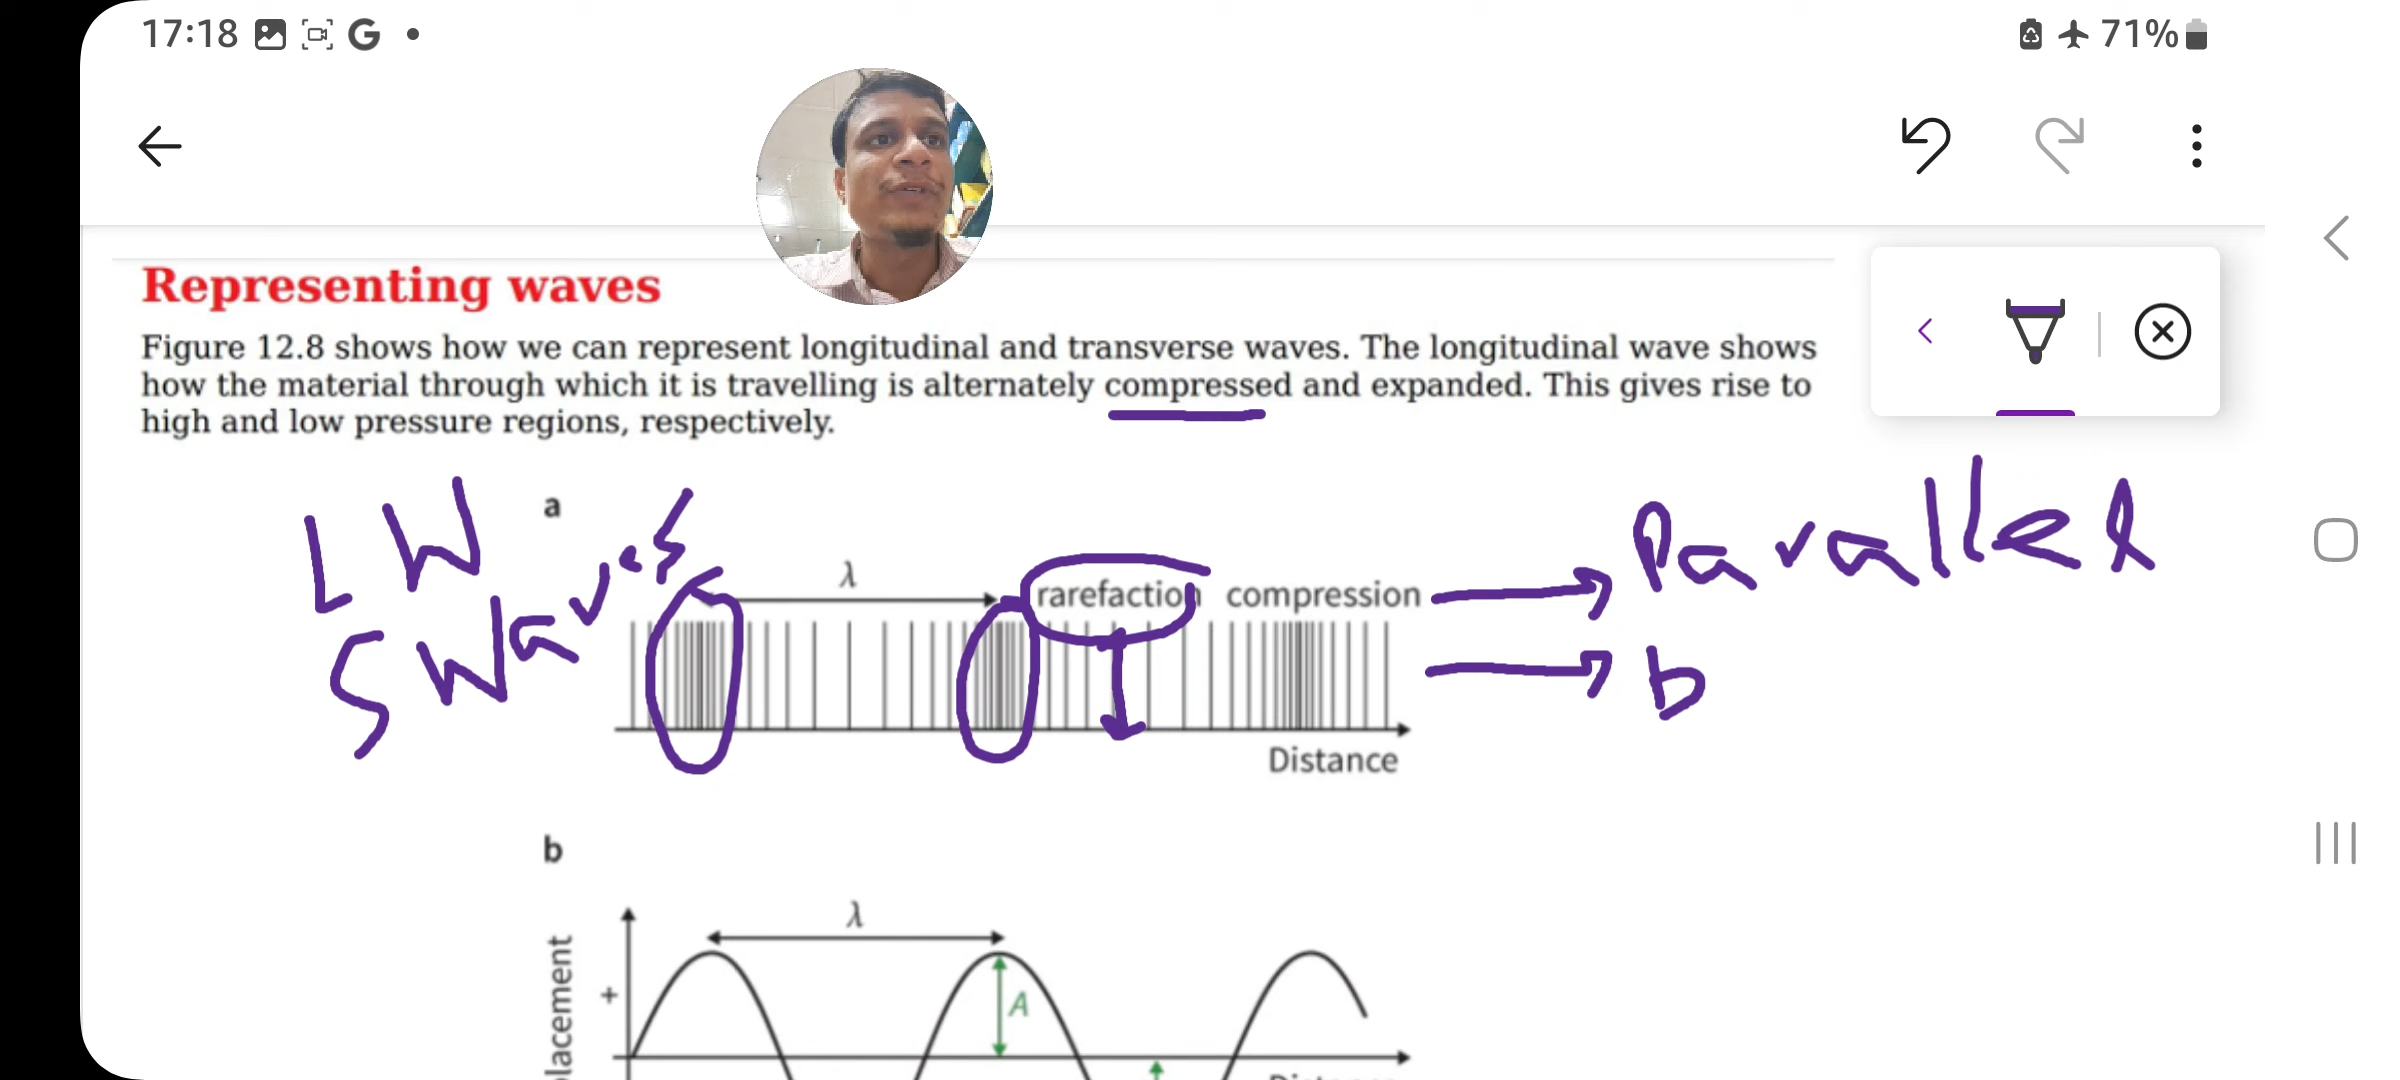 17:18 G 71%
Representing waves
Figure 12.8 shows how we can represent longitudinal and transverse waves. The longitudinal wave shows
how the material through which it is travelling is alternately compressed and expanded. This gives rise to
high and low pressure regions, respectively.
LW
S Waves
a
λ
rarefaction compression
Parallel
b
Distance
b
λ
+
A